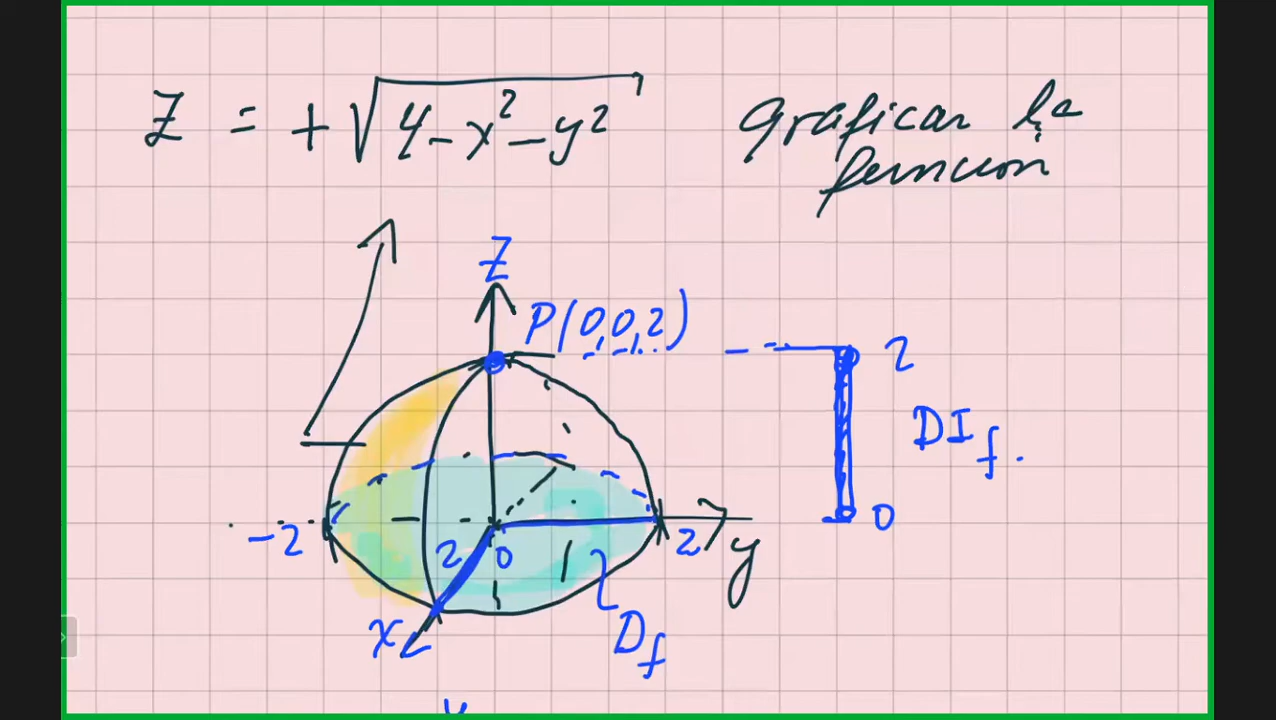 Z = + √4-x²-y²
Graficar la
funcion
Z
P(0,0,2)
2
DI_f.
0
-2
2
0
2
y
x
D_f